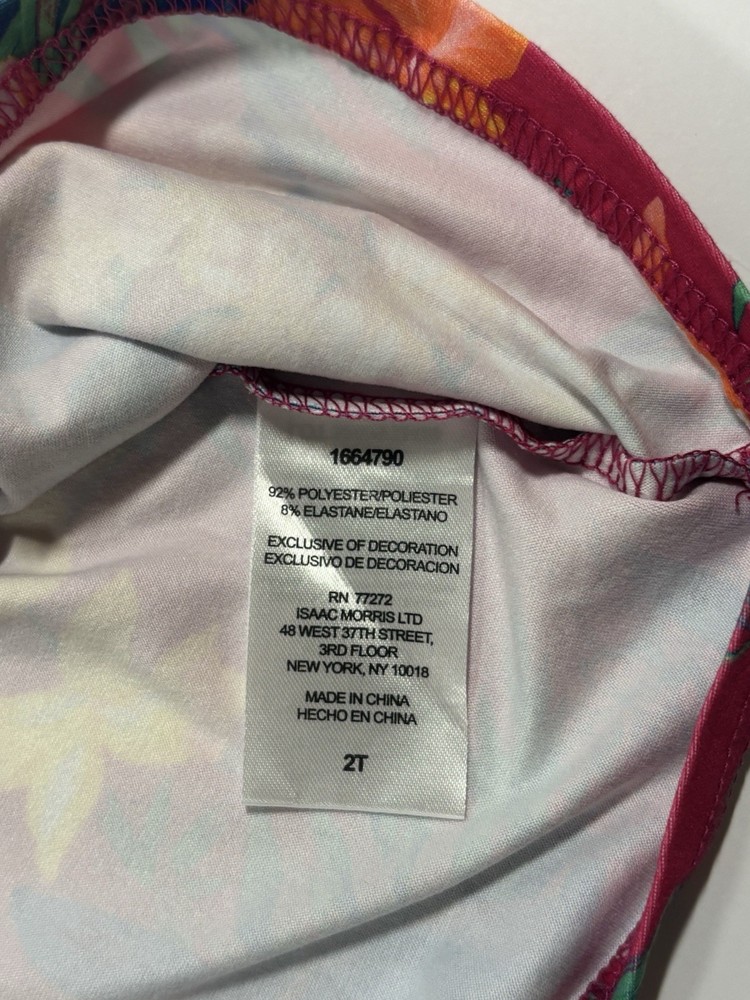 1664790
92% POLYESTER/POLIESTER
8% ELASTANE/ELASTANO
EXCLUSIVE OF DECORATION
EXCLUSIVO DE DECORACION
RN 77272
ISAAC MORRIS LTD
48 WEST 37TH STREET,
3RD FLOOR
NEW YORK, NY 10018
MADE IN CHINA
HECHO EN CHINA
2T